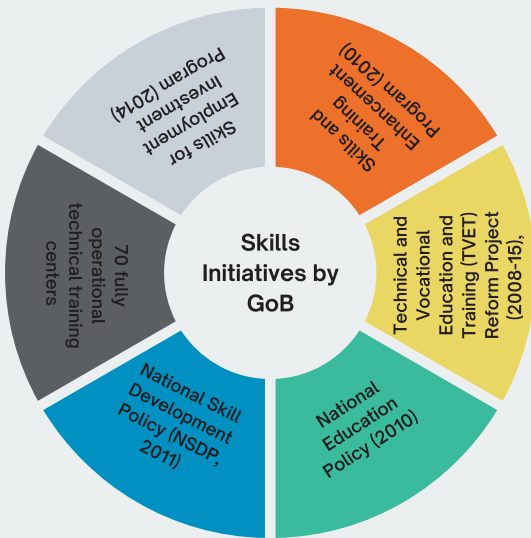 Skills
Initiatives by
GoB
Skills and
Training
Enhancement
Program (2010)
Technical and
Vocational
Education and
Training (TVET)
Reform Project
(2008-15),
National
Education
Policy (2010)
National Skill
Development
Policy (NSDP,
2011)
70 fully
operational
technical training
centers
Skills for
Employment
Investment
Program (2014)